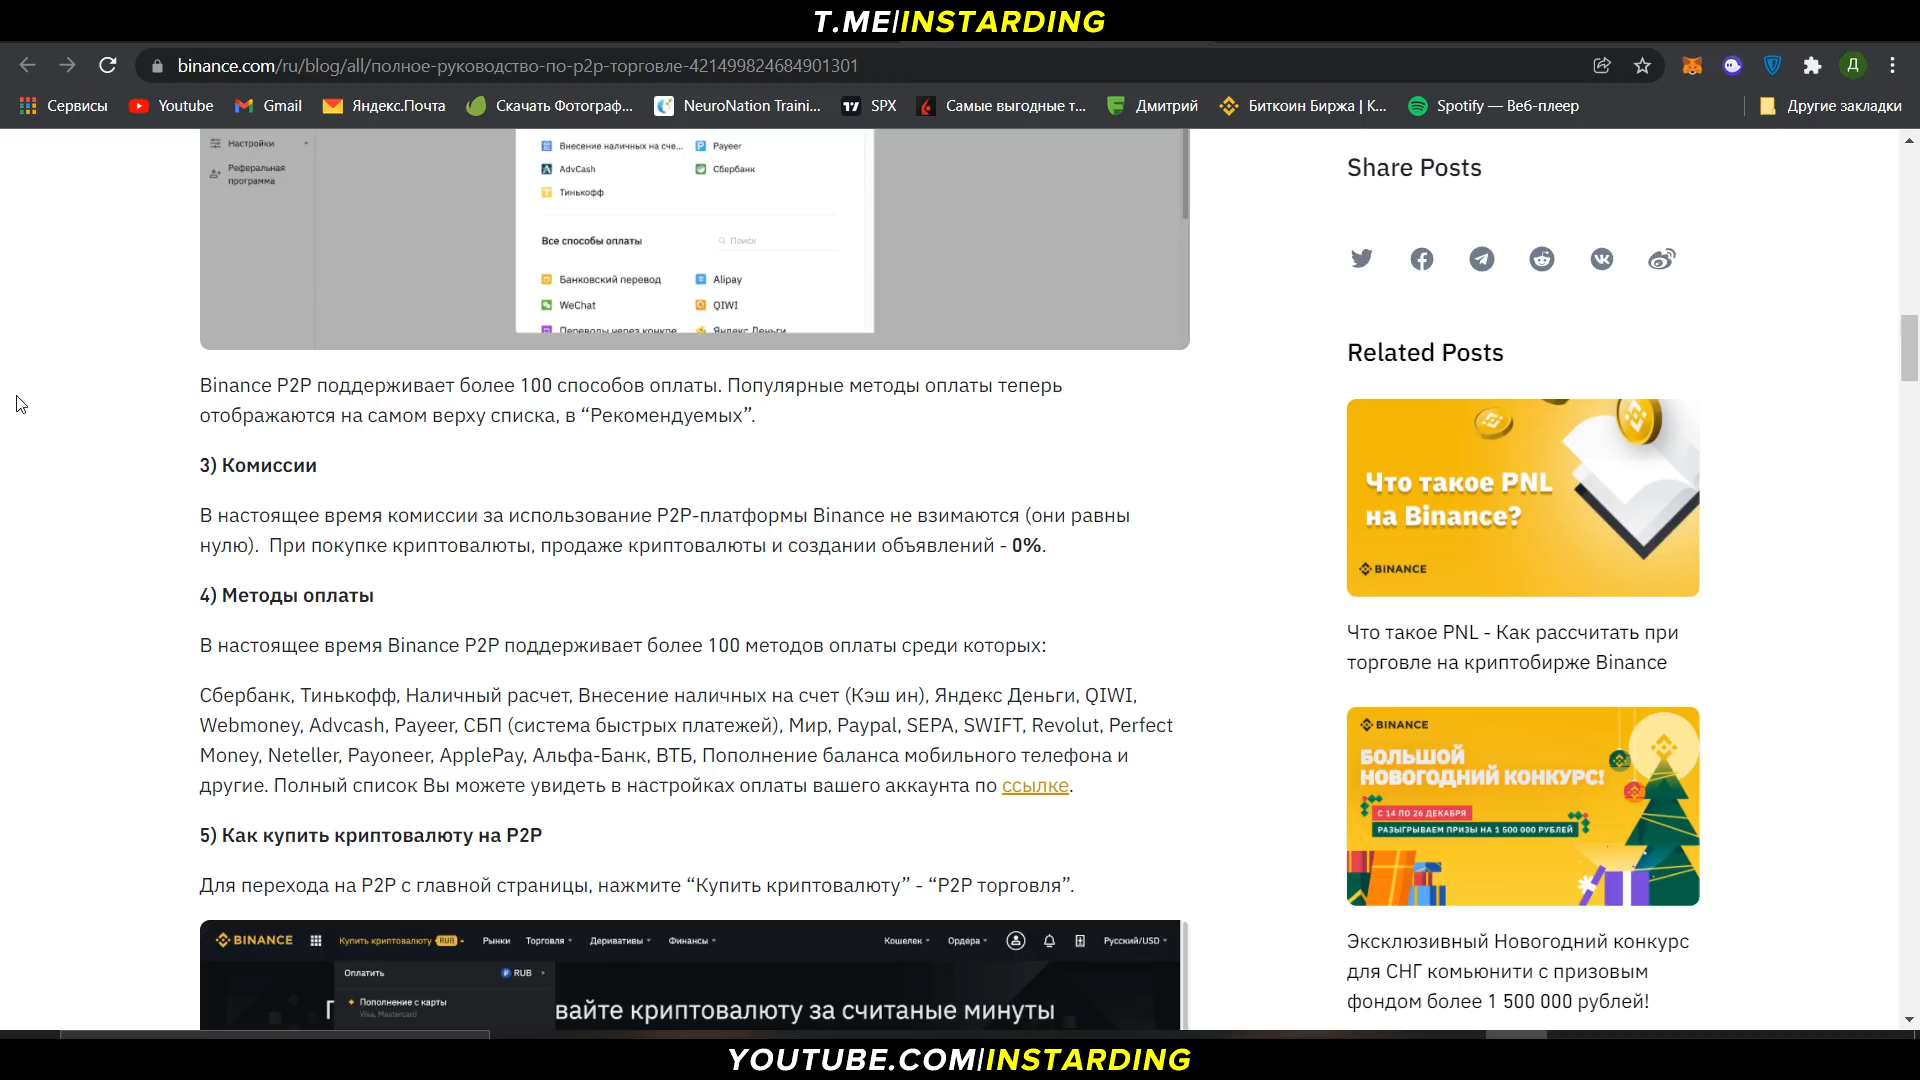 T.ME/INSTARDING
binance.com/ru/blog/all/полное-руководство-по-p2p-торговле-421499824684901301
Д
Сервисы Youtube Gmail Яндекс.Почта Скачать Фотограф... NeuroNation Traini... SPX Самые выгодные т... Дмитрий Биткоин Биржа | К... Spotify — Веб-плеер Другие закладки
Настройки
Реферальная
программа
Внесение наличных на сче... Payeer
AdvCash Сбербанк
Тинькофф
Все способы оплаты Поиск
Банковский перевод Alipay
WeChat QIWI
Переводы через конкре... Яндекс.Деньги
Binance P2P поддерживает более 100 способов оплаты. Популярные методы оплаты теперь
отображаются на самом верху списка, в “Рекомендуемых”.
3) Комиссии
В настоящее время комиссии за использование P2P-платформы Binance не взимаются (они равны
нулю). При покупке криптовалюты, продаже криптовалюты и создании объявлений - 0%.
4) Методы оплаты
В настоящее время Binance P2P поддерживает более 100 методов оплаты среди которых:
Сбербанк, Тинькофф, Наличный расчет, Внесение наличных на счет (Кэш ин), Яндекс Деньги, QIWI,
Webmoney, Advcash, Payeer, СБП (система быстрых платежей), Мир, Paypal, SEPA, SWIFT, Revolut, Perfect
Money, Neteller, Payoneer, ApplePay, Альфа-Банк, ВТБ, Пополнение баланса мобильного телефона и
другие. Полный список Вы можете увидеть в настройках оплаты вашего аккаунта по ссылке.
5) Как купить криптовалюту на P2P
Для перехода на P2P с главной страницы, нажмите “Купить криптовалюту” - “P2P торговля”.
BINANCE Купить криптовалюту RUB Рынки Торговля Деривативы Финансы Кошелек Ордера Русский/USD
Оплатить RUB
Пополнение с карты
Visa, Mastercard
вайте криптовалюту за считаные минуты
Share Posts
Related Posts
Что такое PNL
на Binance?
BINANCE
Что такое PNL - Как рассчитать при
торговле на криптобирже Binance
BINANCE
БОЛЬШОЙ
НОВОГОДНИЙ КОНКУРС!
С 14 ПО 26 ДЕКАБРЯ
РАЗЫГРЫВАЕМ ПРИЗЫ НА 1 500 000 РУБЛЕЙ
Эксклюзивный Новогодний конкурс
для СНГ комьюнити с призовым
фондом более 1 500 000 рублей!
YOUTUBE.COM/INSTARDING